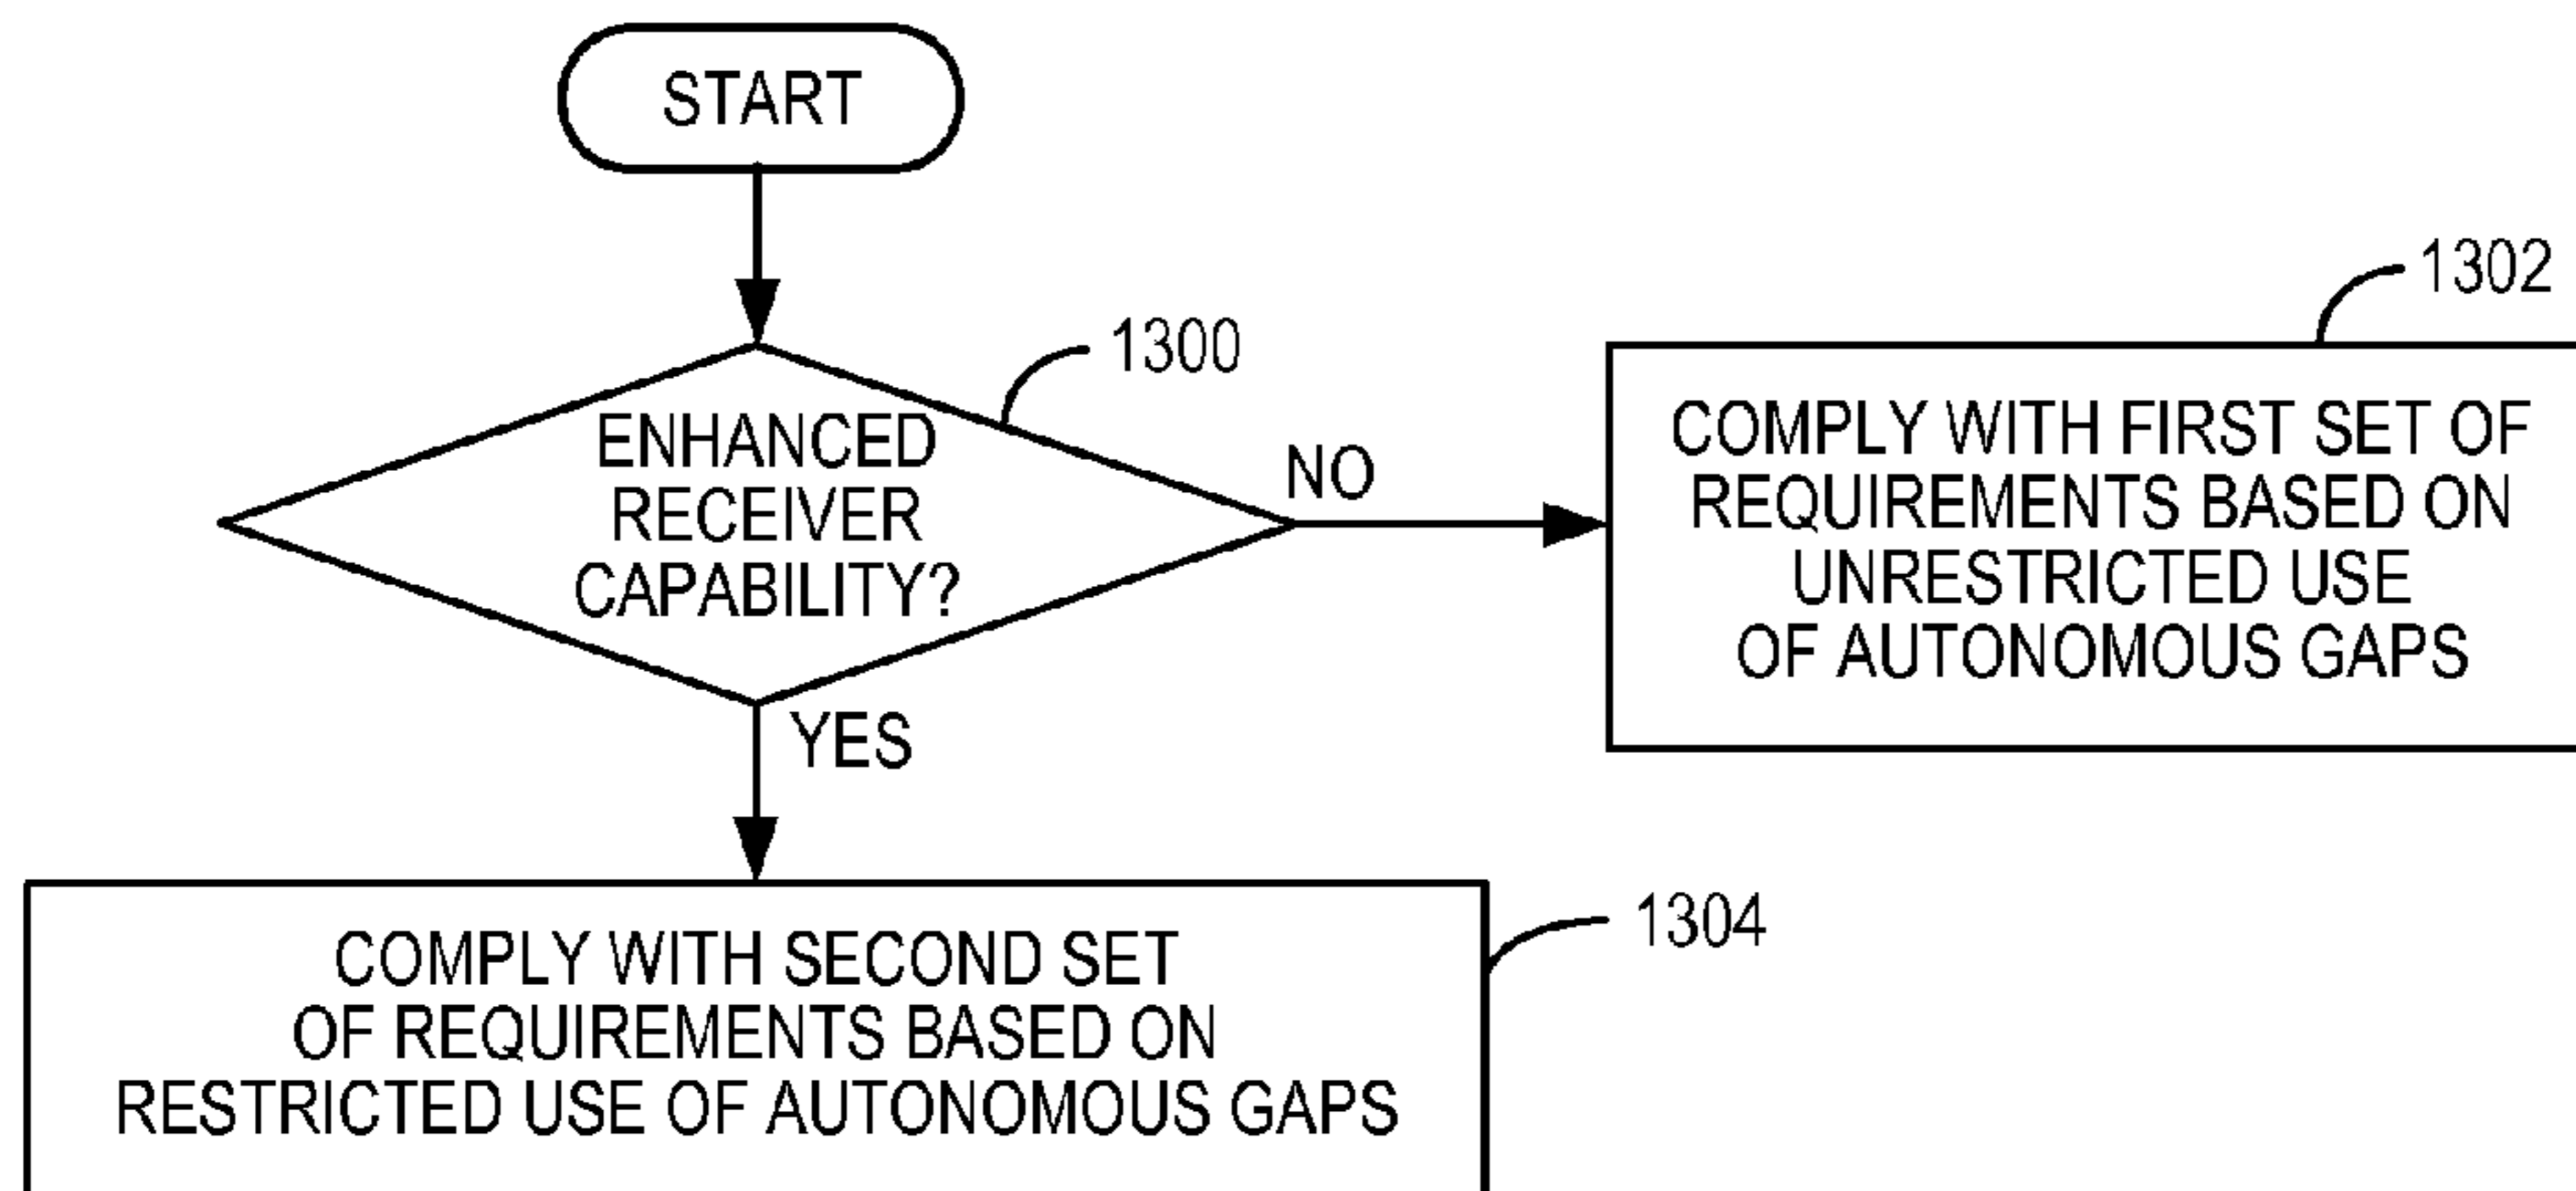 START
1300
ENHANCED
RECEIVER
CAPABILITY?
NO
YES
1302
COMPLY WITH FIRST SET OF
REQUIREMENTS BASED ON
UNRESTRICTED USE
OF AUTONOMOUS GAPS
1304
COMPLY WITH SECOND SET
OF REQUIREMENTS BASED ON
RESTRICTED USE OF AUTONOMOUS GAPS